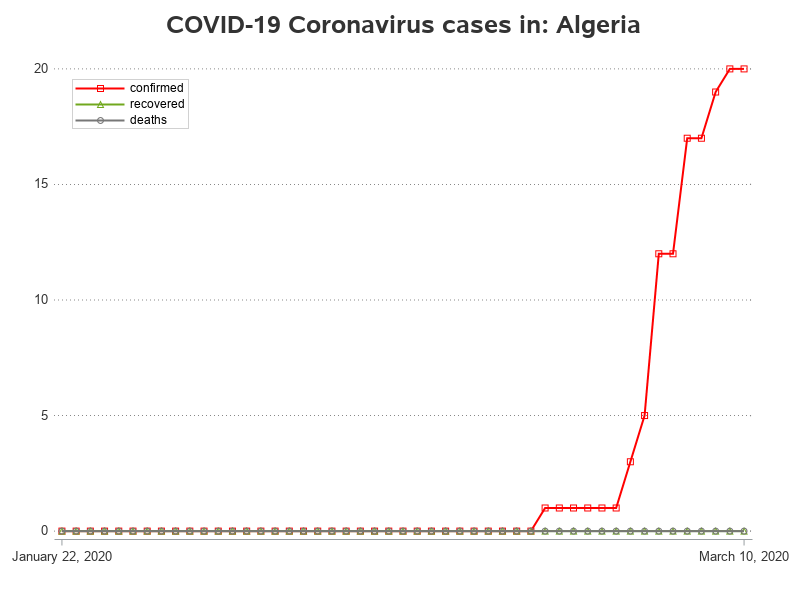 COVID-19 Coronavirus cases in: Algeria
20
confirmed
recovered
deaths
15
10
5
0
January 22, 2020
March 10, 2020